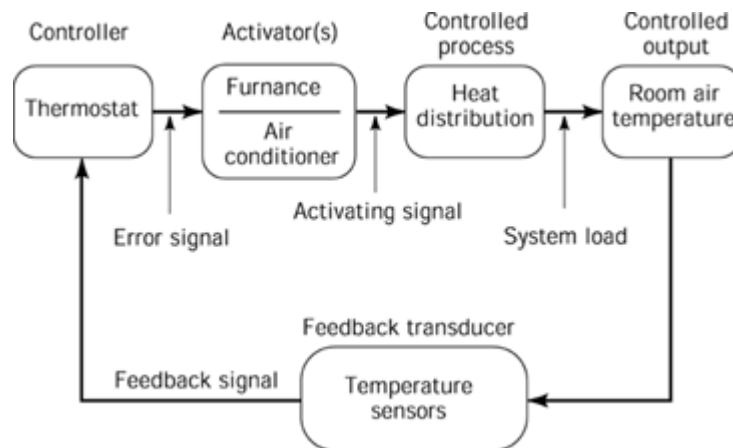 Controller
Activator(s)
Controlled
process
Controlled
output
Thermostat
Furnance
Air
conditioner
Heat
distribution
Room air
temperature
Error signal
Activating signal
System load
Feedback transducer
Feedback signal
Temperature
sensors